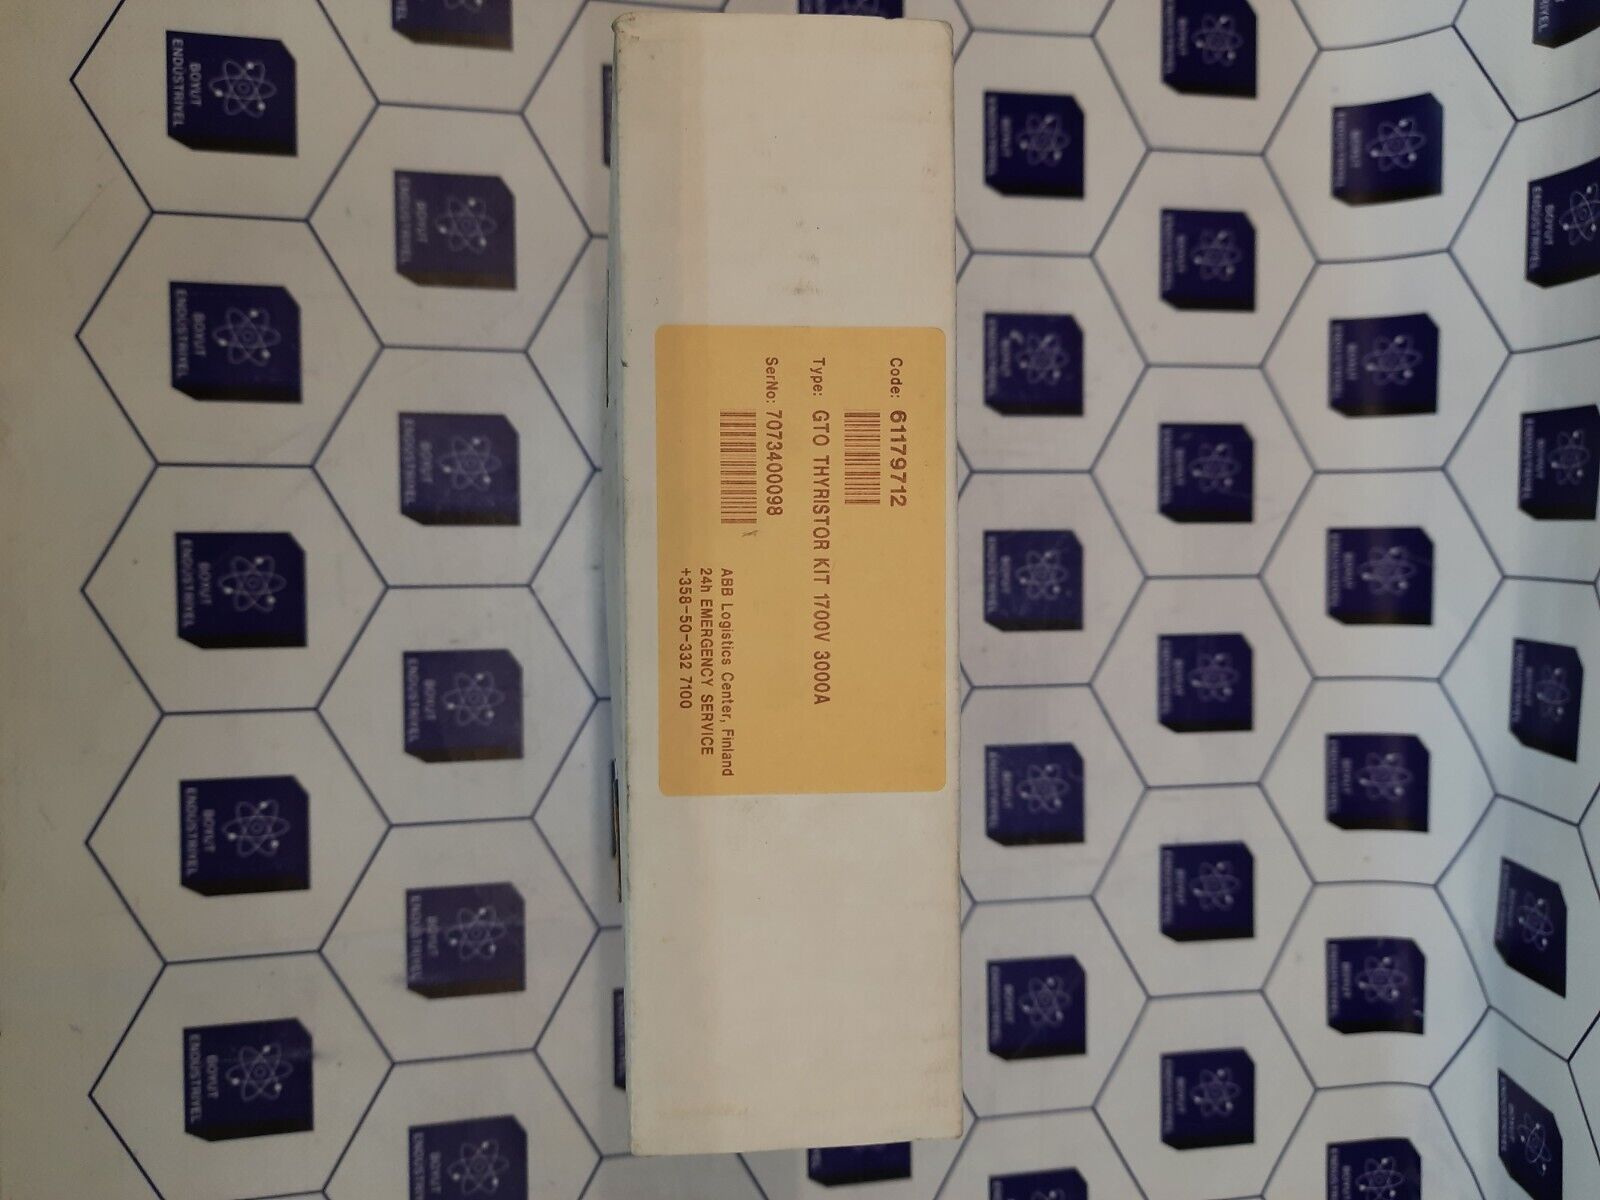 Code: 61179712
Type: GTO THYRISTOR KIT 1700V 3000A
SerNo: 7073400098
ABB Logistics Center, Finland
24h EMERGENCY SERVICE
+358-50-332 7100
BOYUT
ENDUSTRIYEL